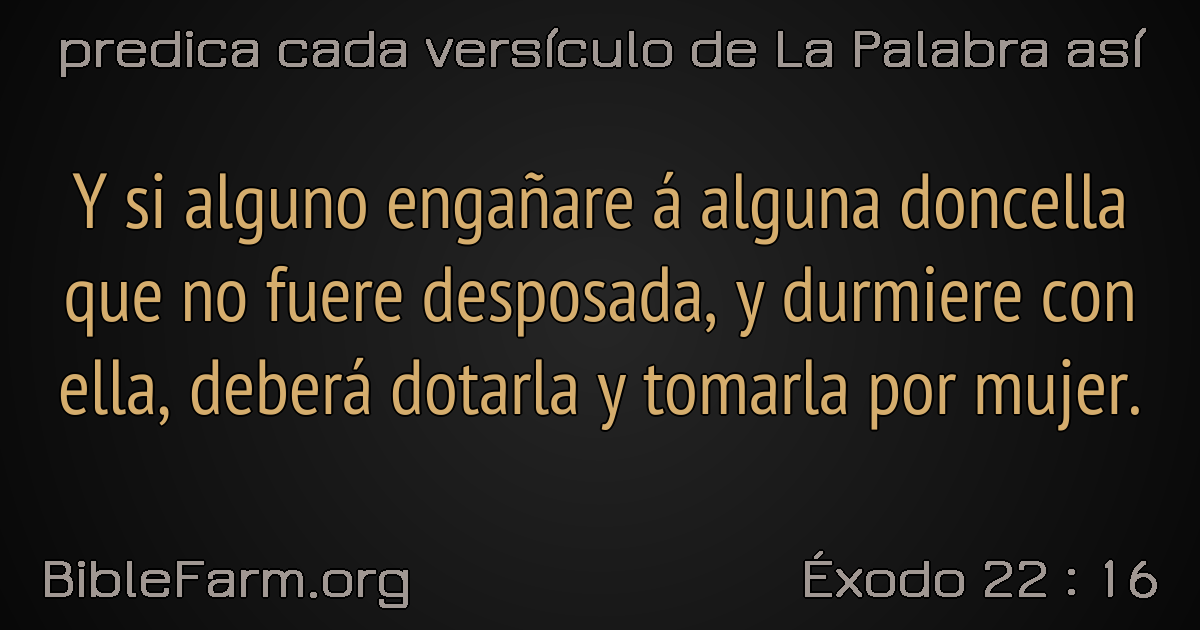 predica cada versículo de La Palabra así
Y si alguno engañare á alguna doncella
que no fuere desposada, y durmiere con
ella, deberá dotarla y tomarla por mujer.
BibleFarm.org
Éxodo 22 : 16